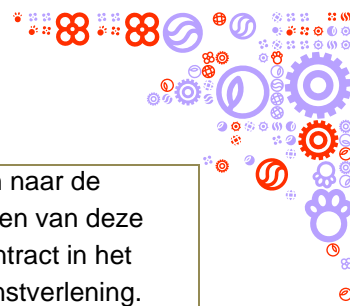 naar de
en van deze
ntract in het
nstverlening.